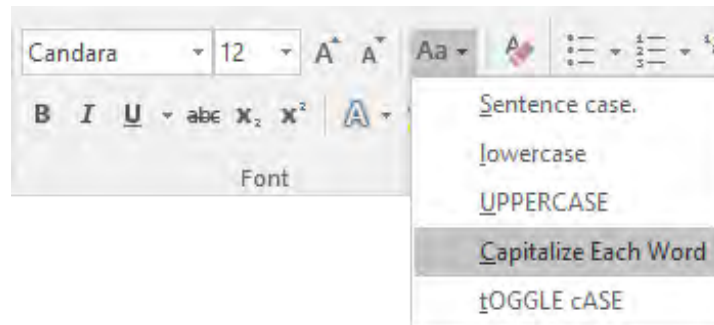 Candara 12 A A Aa
B I U abc X₂ X²  A
Font
Sentence case.
lowercase
UPPERCASE
Capitalize Each Word
tOGGLE cASE